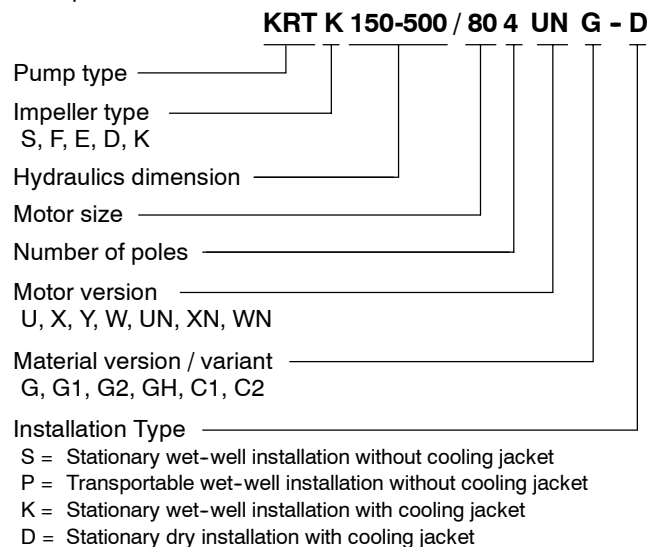 KRT K 150-500 / 80 4 UN G - D
Pump type
Impeller type
S, F, E, D, K
Hydraulics dimension
Motor size
Number of poles
Motor version
U, X, Y, W, UN, XN, WN
Material version / variant
G, G1, G2, GH, C1, C2
Installation Type
S = Stationary wet-well installation without cooling jacket
P = Transportable wet-well installation without cooling jacket
K = Stationary wet-well installation with cooling jacket
D = Stationary dry installation with cooling jacket